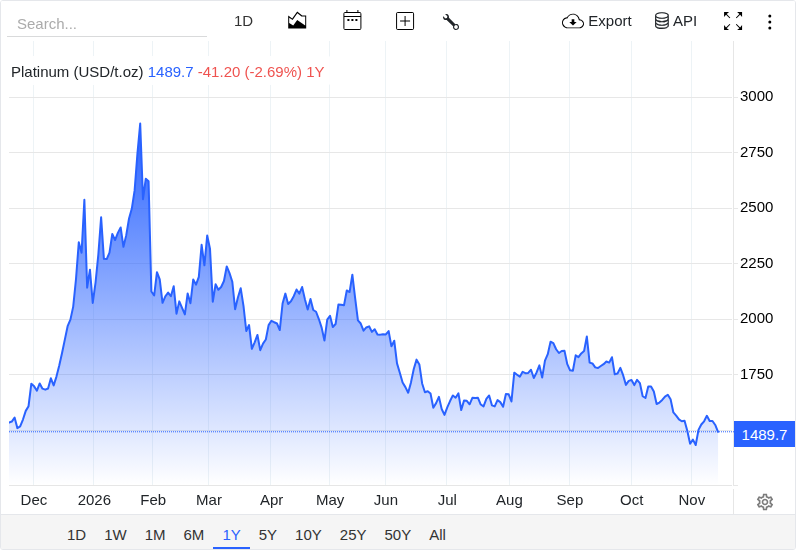 Search... 1D Export API
Platinum (USD/t.oz) 1489.7 -41.20 (-2.69%) 1Y
3000
2750
2500
2250
2000
1750
1489.7
Dec 2026 Feb Mar Apr May Jun Jul Aug Sep Oct Nov
1D 1W 1M 6M 1Y 5Y 10Y 25Y 50Y All